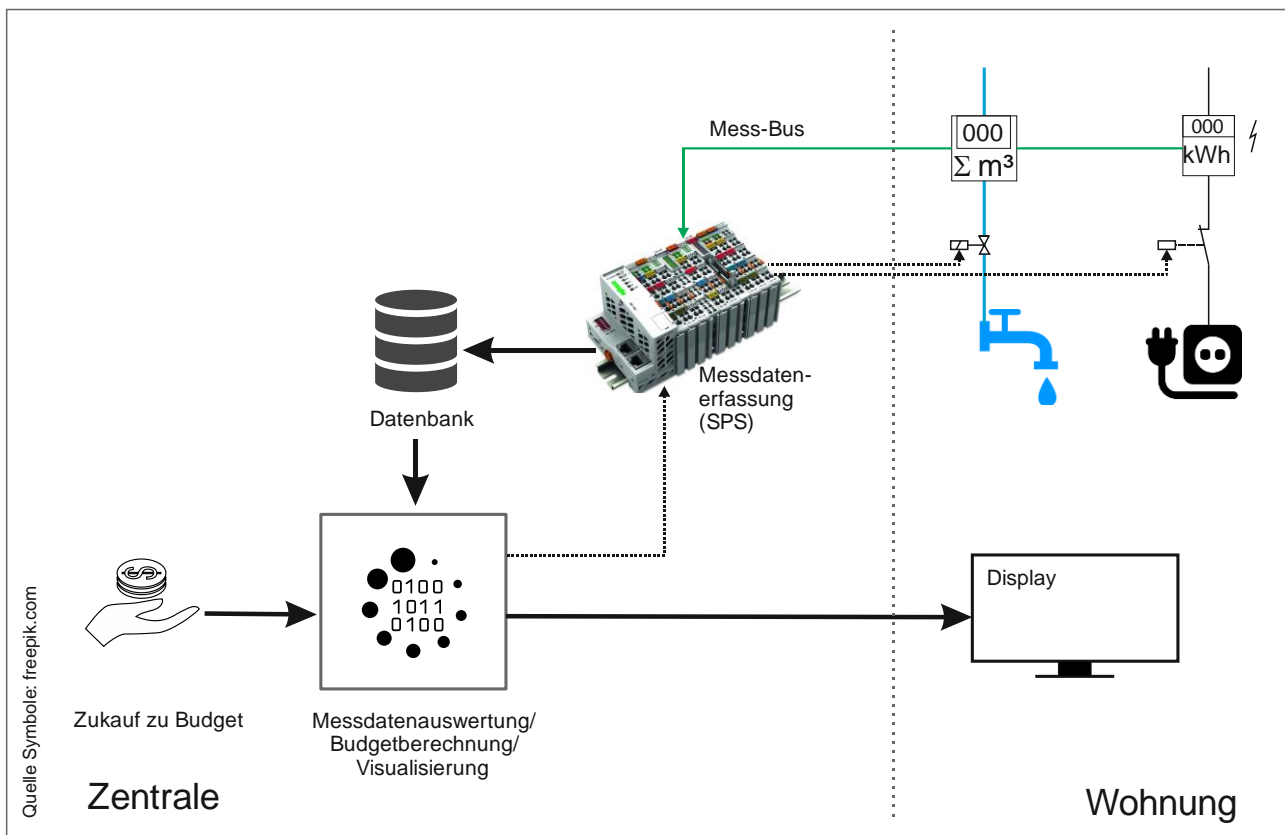 Mess-Bus
000
Σ m³
000
kWh
Messdaten-
erfassung
(SPS)
Datenbank
0100
1011
0100
Display
Zukauf zu Budget
Messdatenauswertung/
Budgetberechnung/
Visualisierung
Quelle Symbole: freepik.com
Zentrale
Wohnung